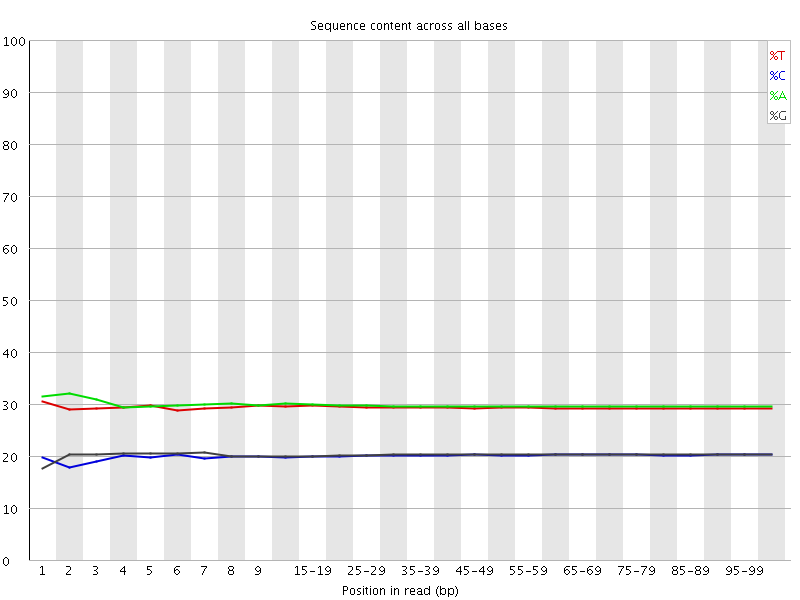 Sequence content across all bases
100
90
80
70
60
50
40
30
20
10
0
%T
%C
%A
%G
1 2 3 4 5 6 7 8 9 15-19 25-29 35-39 45-49 55-59 65-69 75-79 85-89 95-99
Position in read (bp)